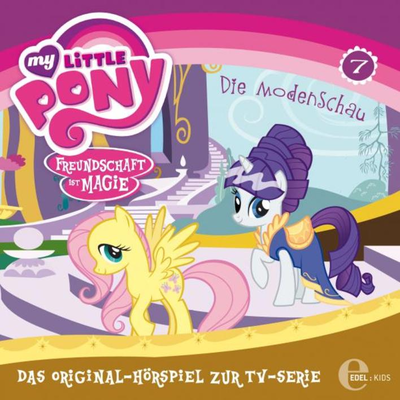 my LITTLE
PONY
FREUNDSCHAFT
IST MAGIE
7
Die Modenschau
DAS ORIGINAL-HÖRSPIEL ZUR TV-SERIE
EDEL:KIDS